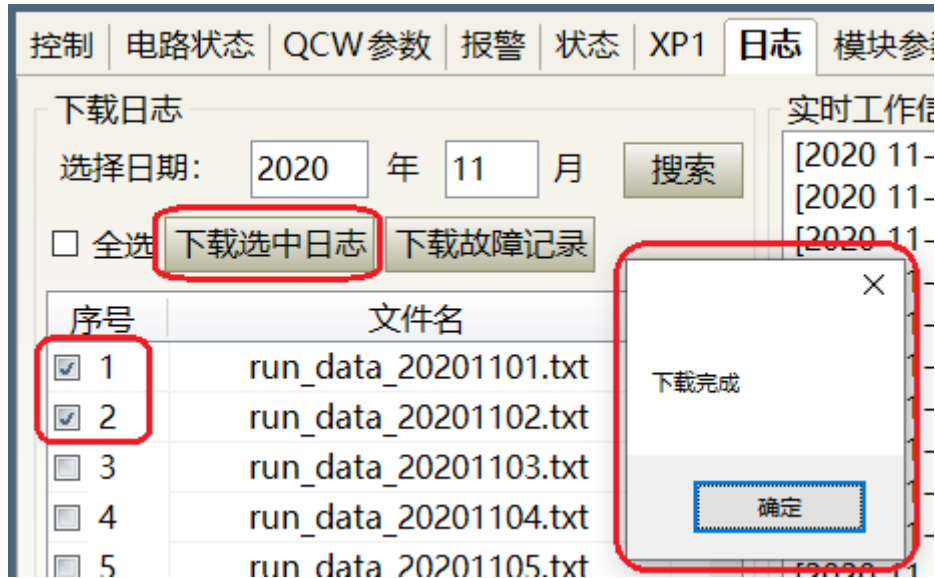 控制 电路状态 QCW参数 报警 状态 XP1 日志 模块参
下载日志
实时工作信
选择日期： 2020 年 11 月 搜索
[2020 11-
[2020 11-
全选 下载选中日志 下载故障记录
[2020 11-
序号 文件名
1 run_data_20201101.txt
下载完成
2 run_data_20201102.txt
3 run_data_20201103.txt
4 run_data_20201104.txt
确定
5 run_data_20201105.txt
[2020 11